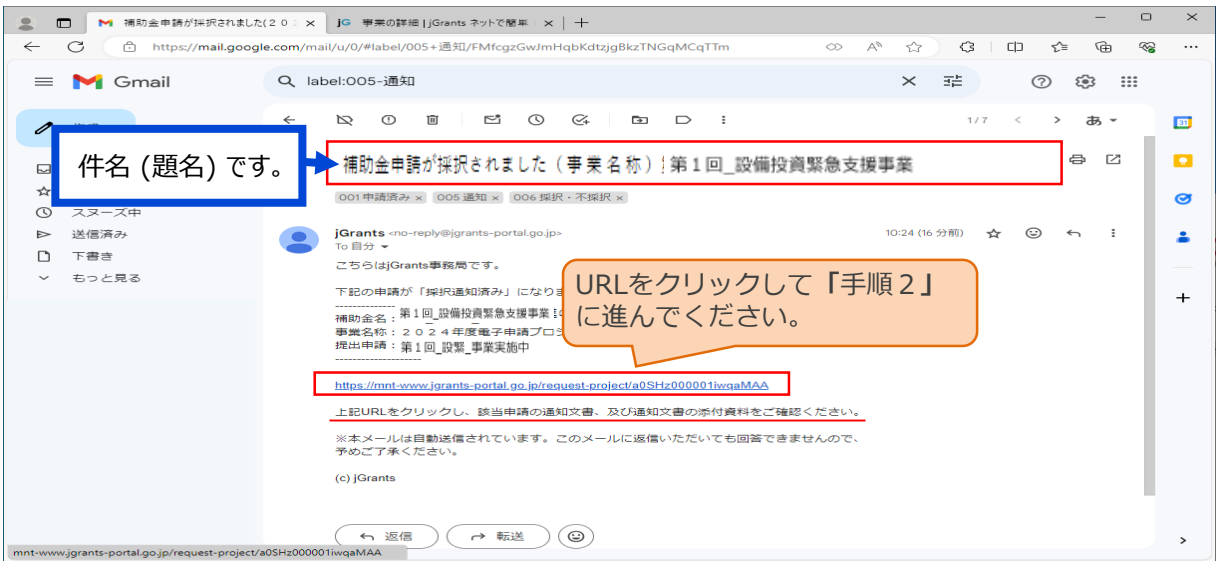 補助金申請が採択されました(２０２
jG 事業の詳細 | jGrants ネットで簡単
https://mail.google.com/mail/u/0/#label/005+通知/FMfcgzGwJmHqbKdtzjgBkzTNGqMCqTTm
Gmail
label:005-通知
1/7
あ
31
件名 (題名) です。
補助金申請が採択されました（事業名称）
第１回_設備投資緊急支援事業
001 申請済み ×
005 通知 ×
006 採択・不採択 ×
スヌーズ中
送信済み
下書き
もっと見る
jGrants <no-reply@jgrants-portal.go.jp>
10:24 (16 分前)
To 自分
こちらはjGrants事務局です。
URLをクリックして「手順２」
に進んでください。
下記の申請が「採択通知済み」になりま
-------------
補助金名：第１回_設備投資緊急支援事業
事業名称：２０２４年度電子申請プロ
提出申請：第１回_設緊_事業実施中
--------------------
https://mnt-www.jgrants-portal.go.jp/request-project/a0SHz000001iwqaMAA
上記URLをクリックし、該当申請の通知文書、及び通知文書の添付資料をご確認ください。
※本メールは自動送信されています。このメールに返信いただいても回答できませんので、
予めご了承ください。
(c) jGrants
返信
転送
mnt-www.jgrants-portal.go.jp/request-project/a0SHz000001iwqaMAA